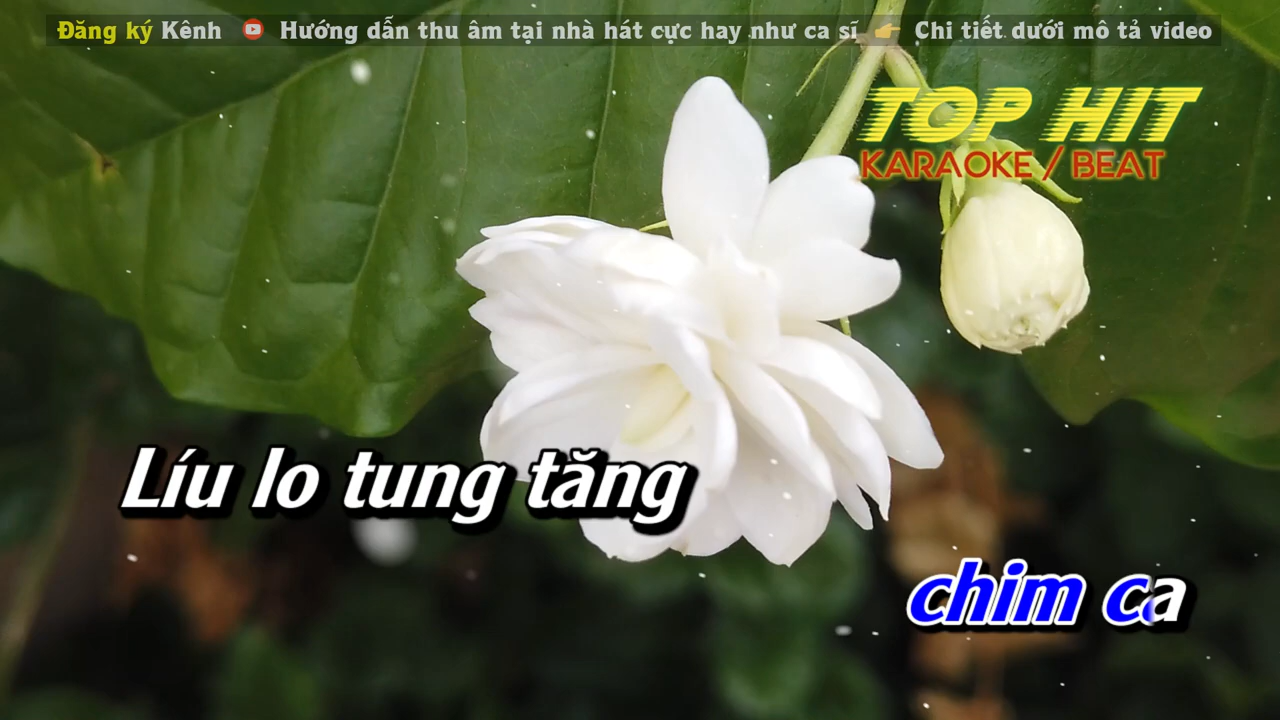 Đăng ký Kênh Hướng dẫn thu âm tại nhà hát cực hay như ca sĩ Chi tiết dưới mô tả video
TOP HIT
KARAOKE / BEAT
Líu lo tung tăng
chim ca